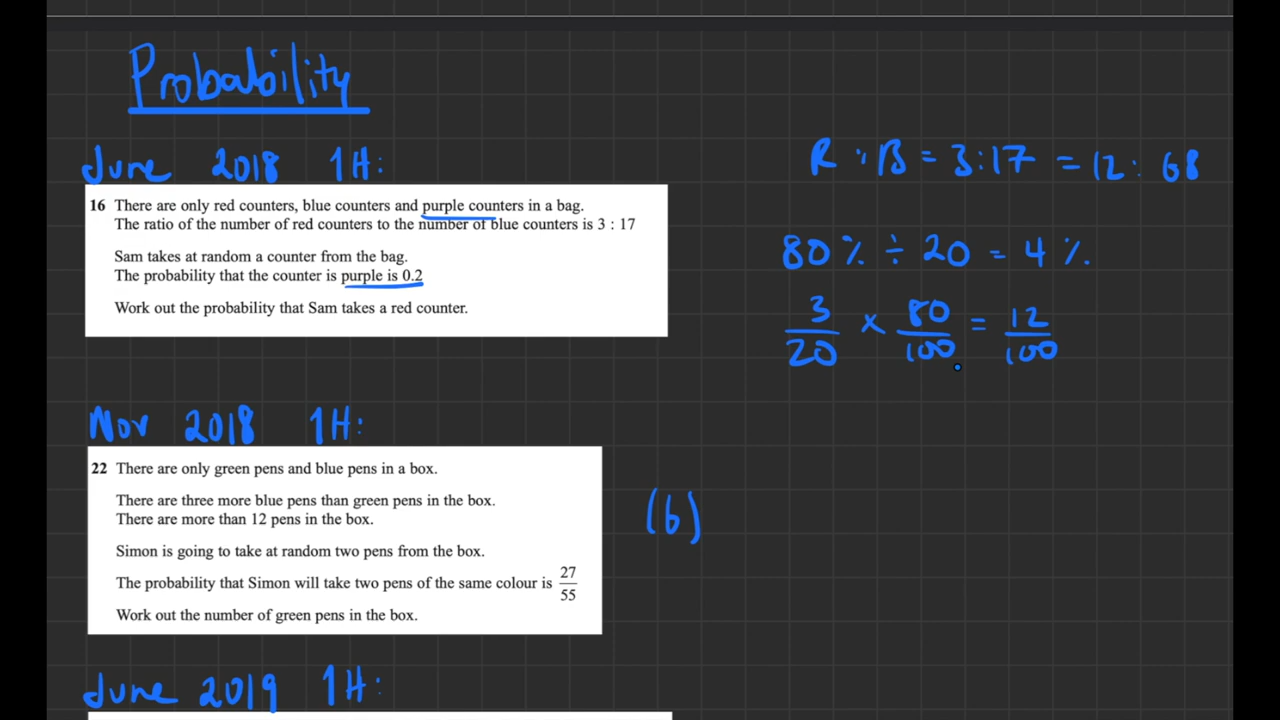 Probability
June 2018 1H:
16 There are only red counters, blue counters and purple counters in a bag.
The ratio of the number of red counters to the number of blue counters is 3 : 17
Sam takes at random a counter from the bag.
The probability that the counter is purple is 0.2
Work out the probability that Sam takes a red counter.
R : B = 3:17 = 12: 68
80 % ÷ 20 = 4 %.
3/20 × 80/100 = 12/100
Nov 2018 1H:
22 There are only green pens and blue pens in a box.
There are three more blue pens than green pens in the box.
There are more than 12 pens in the box.
Simon is going to take at random two pens from the box.
The probability that Simon will take two pens of the same colour is 27/55
Work out the number of green pens in the box.
(6)
June 2019 1H: